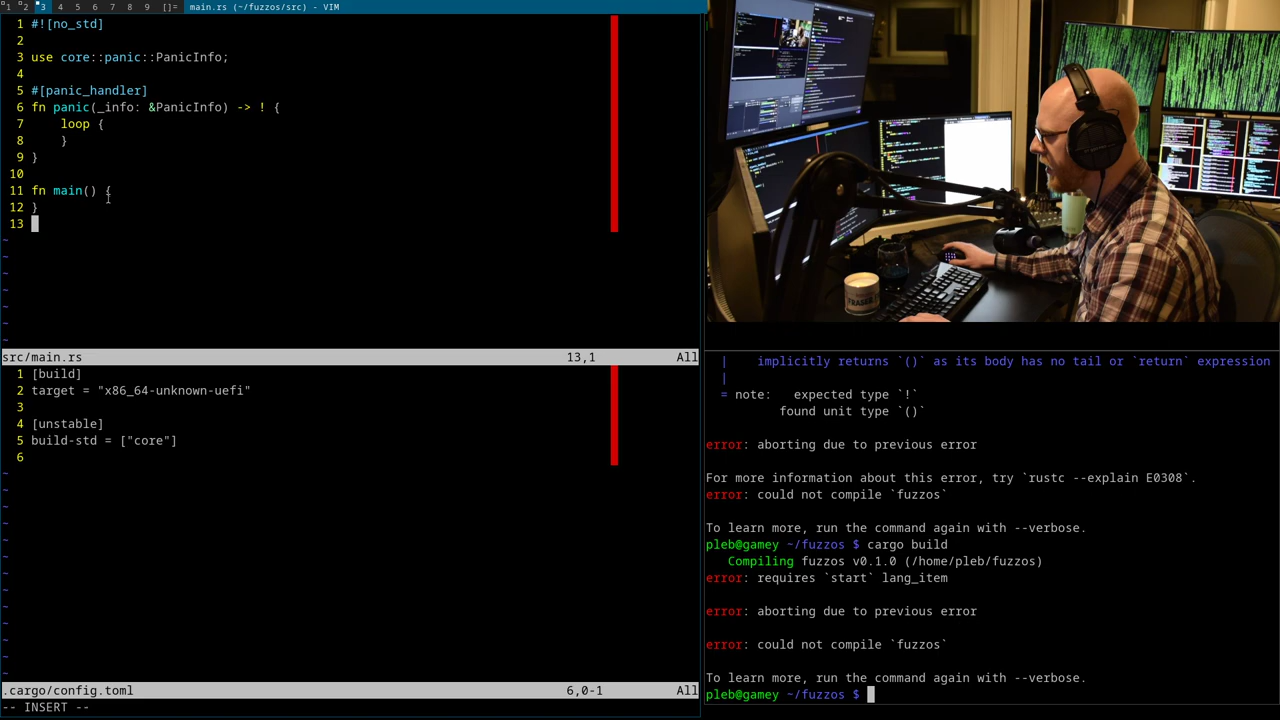 1 2 3 4 5 6 7 8 9 []= main.rs (~/fuzzos/src) - VIM
1 #![no_std]
2
3 use core::panic::PanicInfo;
4
5 #[panic_handler]
6 fn panic(_info: &PanicInfo) -> ! {
7     loop {
8     }
9 }
10
11 fn main() {
12 }
13
~
~
~
~
~
~
~
src/main.rs 13,1 All
1 [build]
2 target = "x86_64-unknown-uefi"
3
4 [unstable]
5 build-std = ["core"]
6
~
~
~
~
~
~
~
~
~
~
~
~
~
.cargo/config.toml 6,0-1 All
-- INSERT --
FRASER
|    implicitly returns `()` as its body has no tail or `return` expression
|
= note:   expected type `!`
found unit type `()`
error: aborting due to previous error
For more information about this error, try `rustc --explain E0308`.
error: could not compile `fuzzos`
To learn more, run the command again with --verbose.
pleb@gamey ~/fuzzos $ cargo build
Compiling fuzzos v0.1.0 (/home/pleb/fuzzos)
error: requires `start` lang_item
error: aborting due to previous error
error: could not compile `fuzzos`
To learn more, run the command again with --verbose.
pleb@gamey ~/fuzzos $